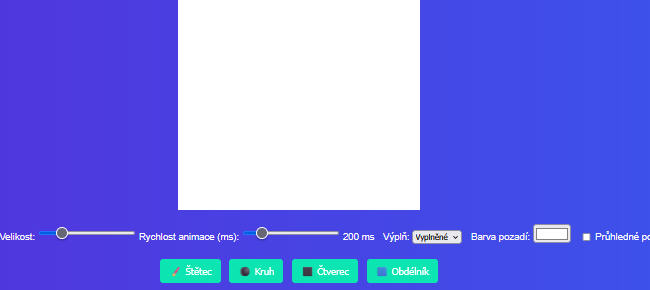 Velikost: Rychlost animace (ms): 200 ms Výplň: Vyplněné Barva pozadí: Průhledné po
Štětec Kruh Čtverec Obdélník